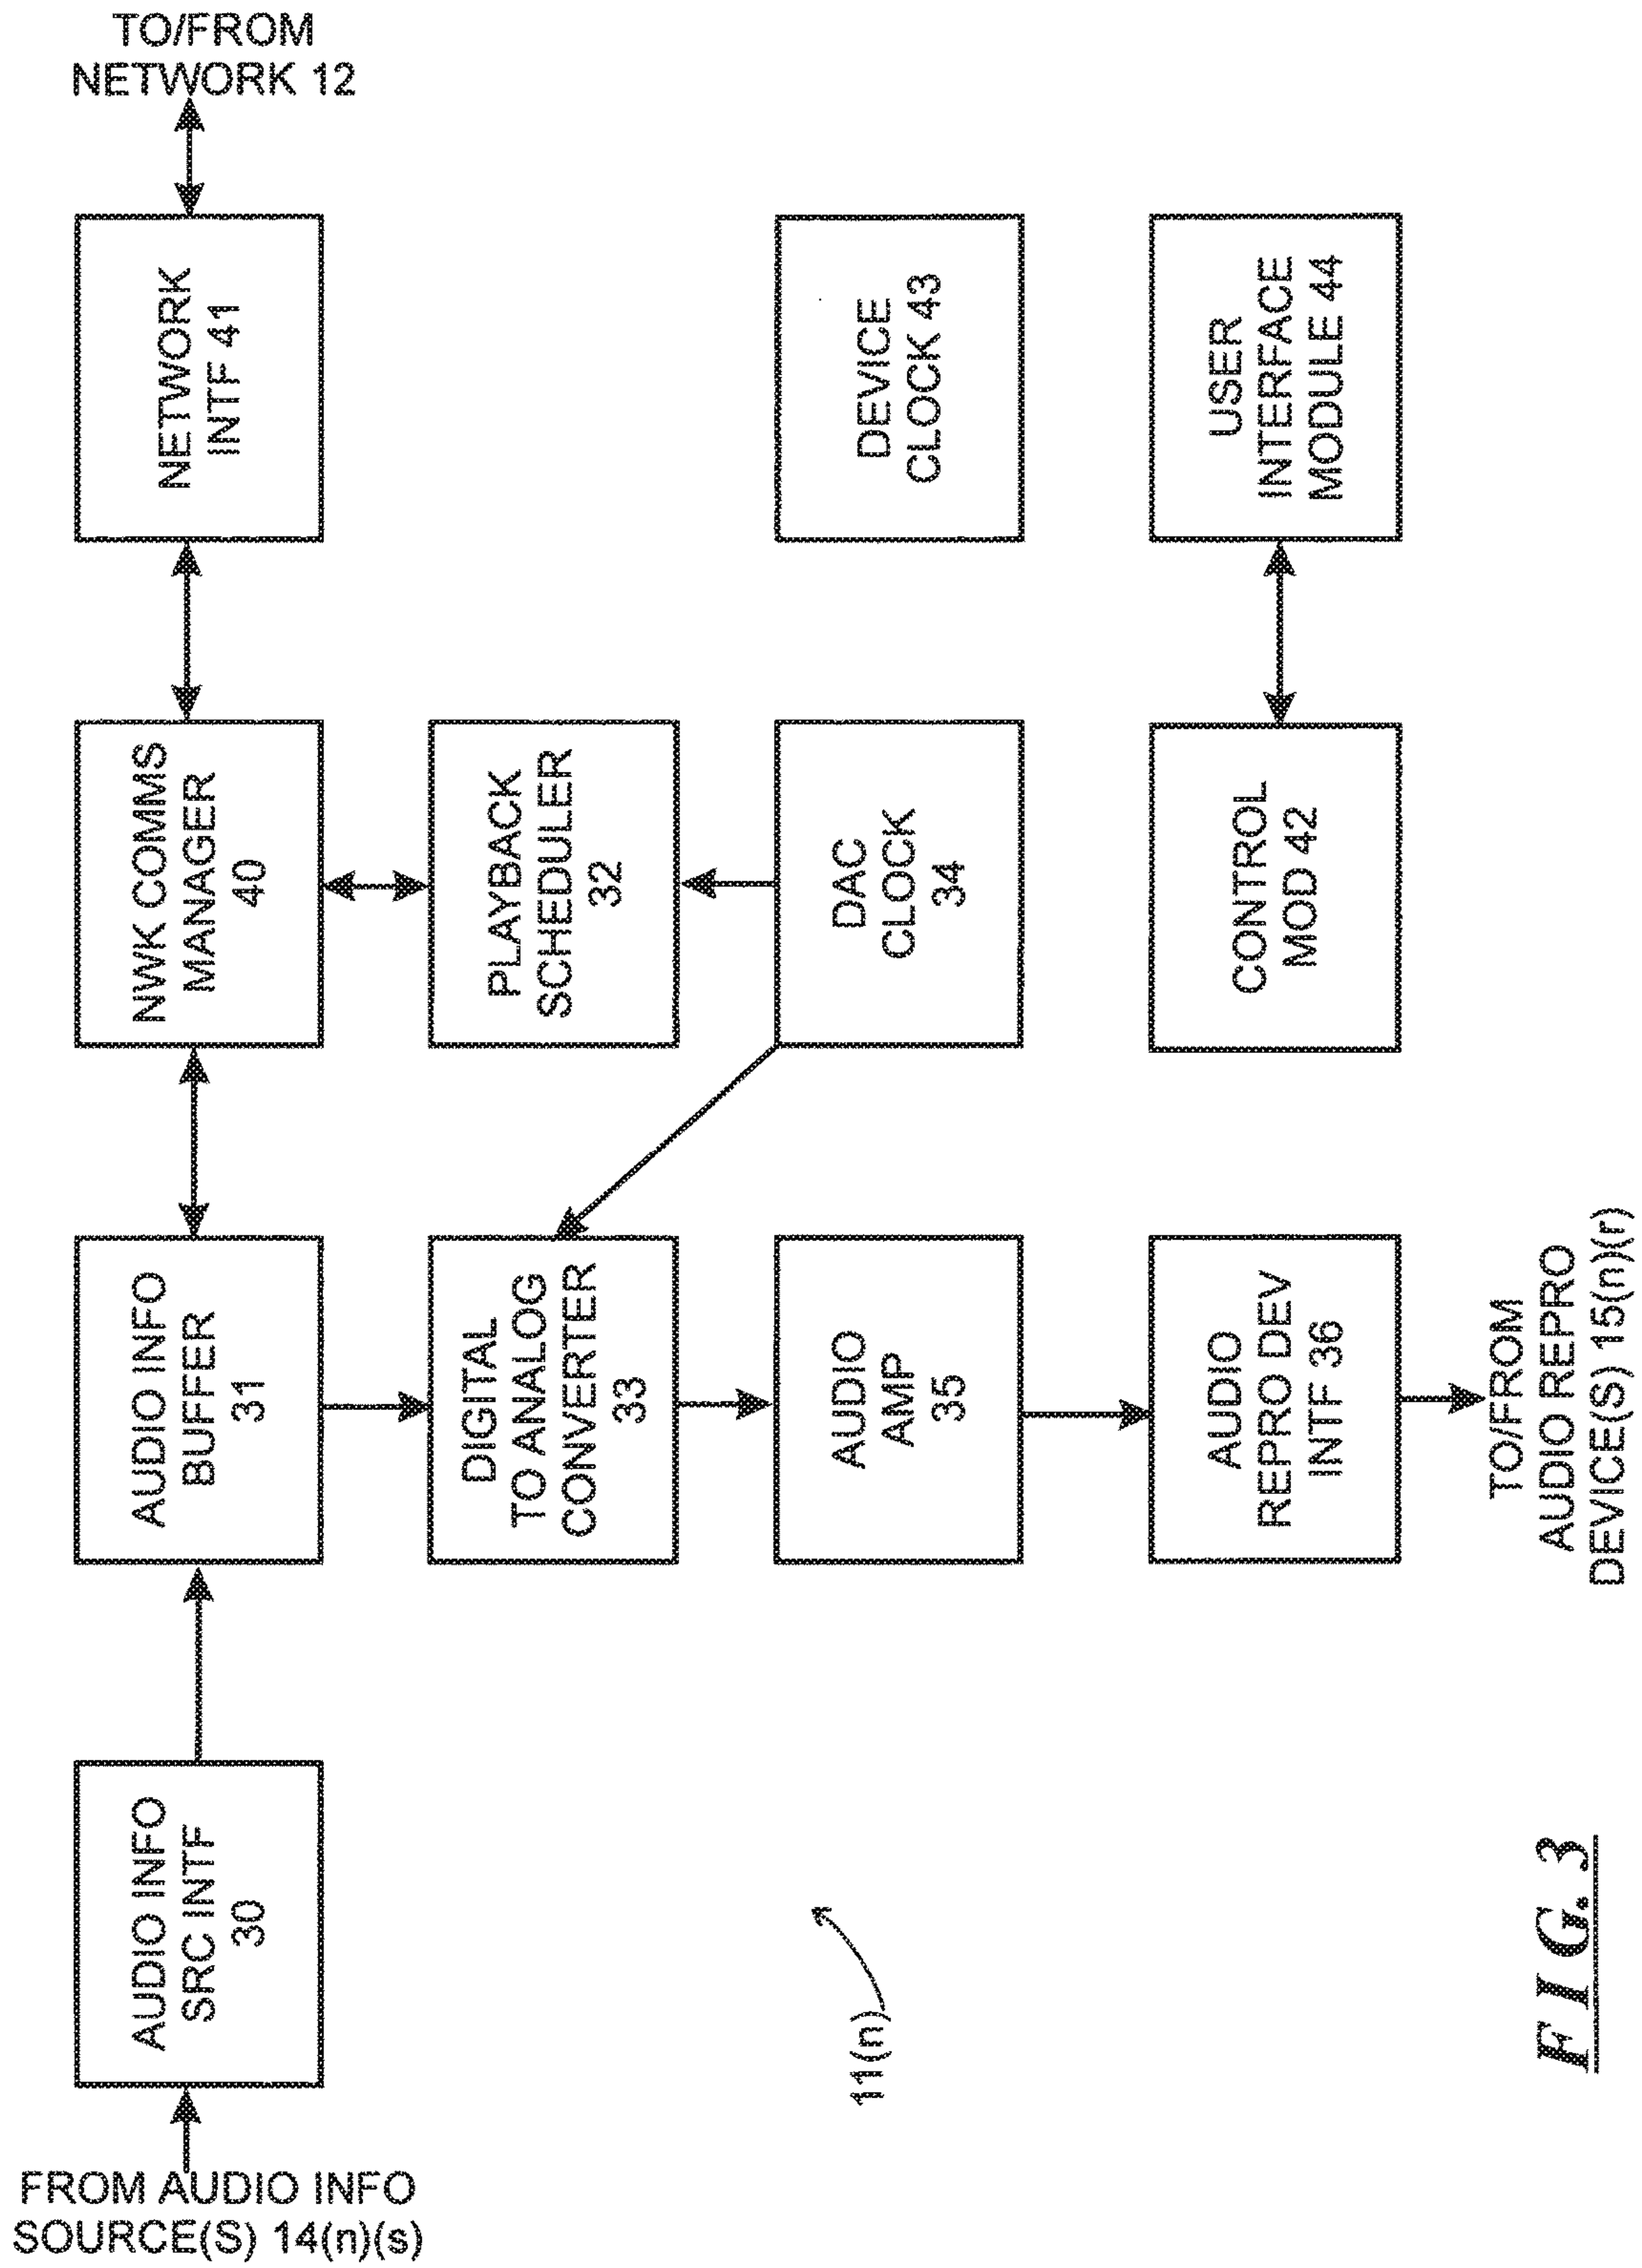 TO/FROM
NETWORK 12
NETWORK
INTF 41
DEVICE
CLOCK 43
USER
INTERFACE
MODULE 44
NWK COMMS
MANAGER
40
PLAYBACK
SCHEDULER
32
DAC
CLOCK
34
CONTROL
MOD 42
AUDIO INFO
BUFFER
31
DIGITAL
TO ANALOG
CONVERTER
33
AUDIO
AMP
35
AUDIO
REPRO DEV
INTF 36
TO/FROM
AUDIO REPRO
DEVICE(S) 15(n)(r)
AUDIO INFO
SRC INTF
30
11(n)
FROM AUDIO INFO
SOURCE(S) 14(n)(s)
FIG. 3